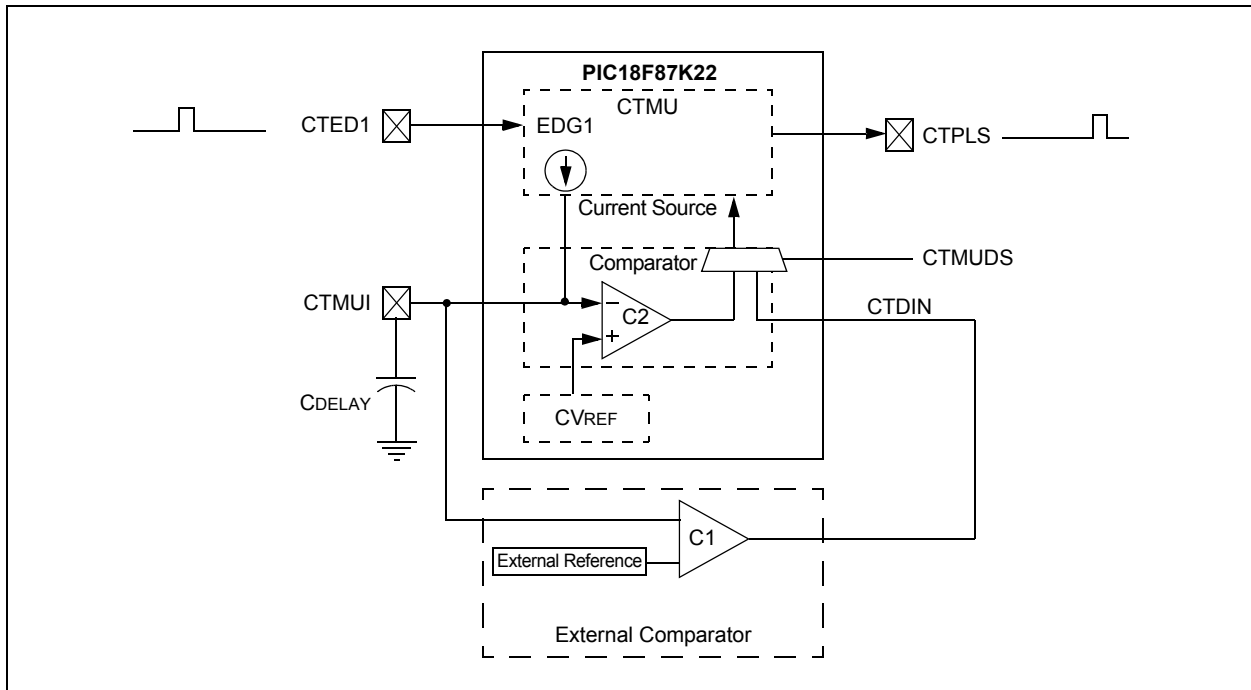 PIC18F87K22
CTMU
CTED1
EDG1
CTPLS
Current Source
Comparator
CTMUDS
CTMUI
C2
CTDIN
−
+
CDELAY
CVREF
C1
External Reference
External Comparator